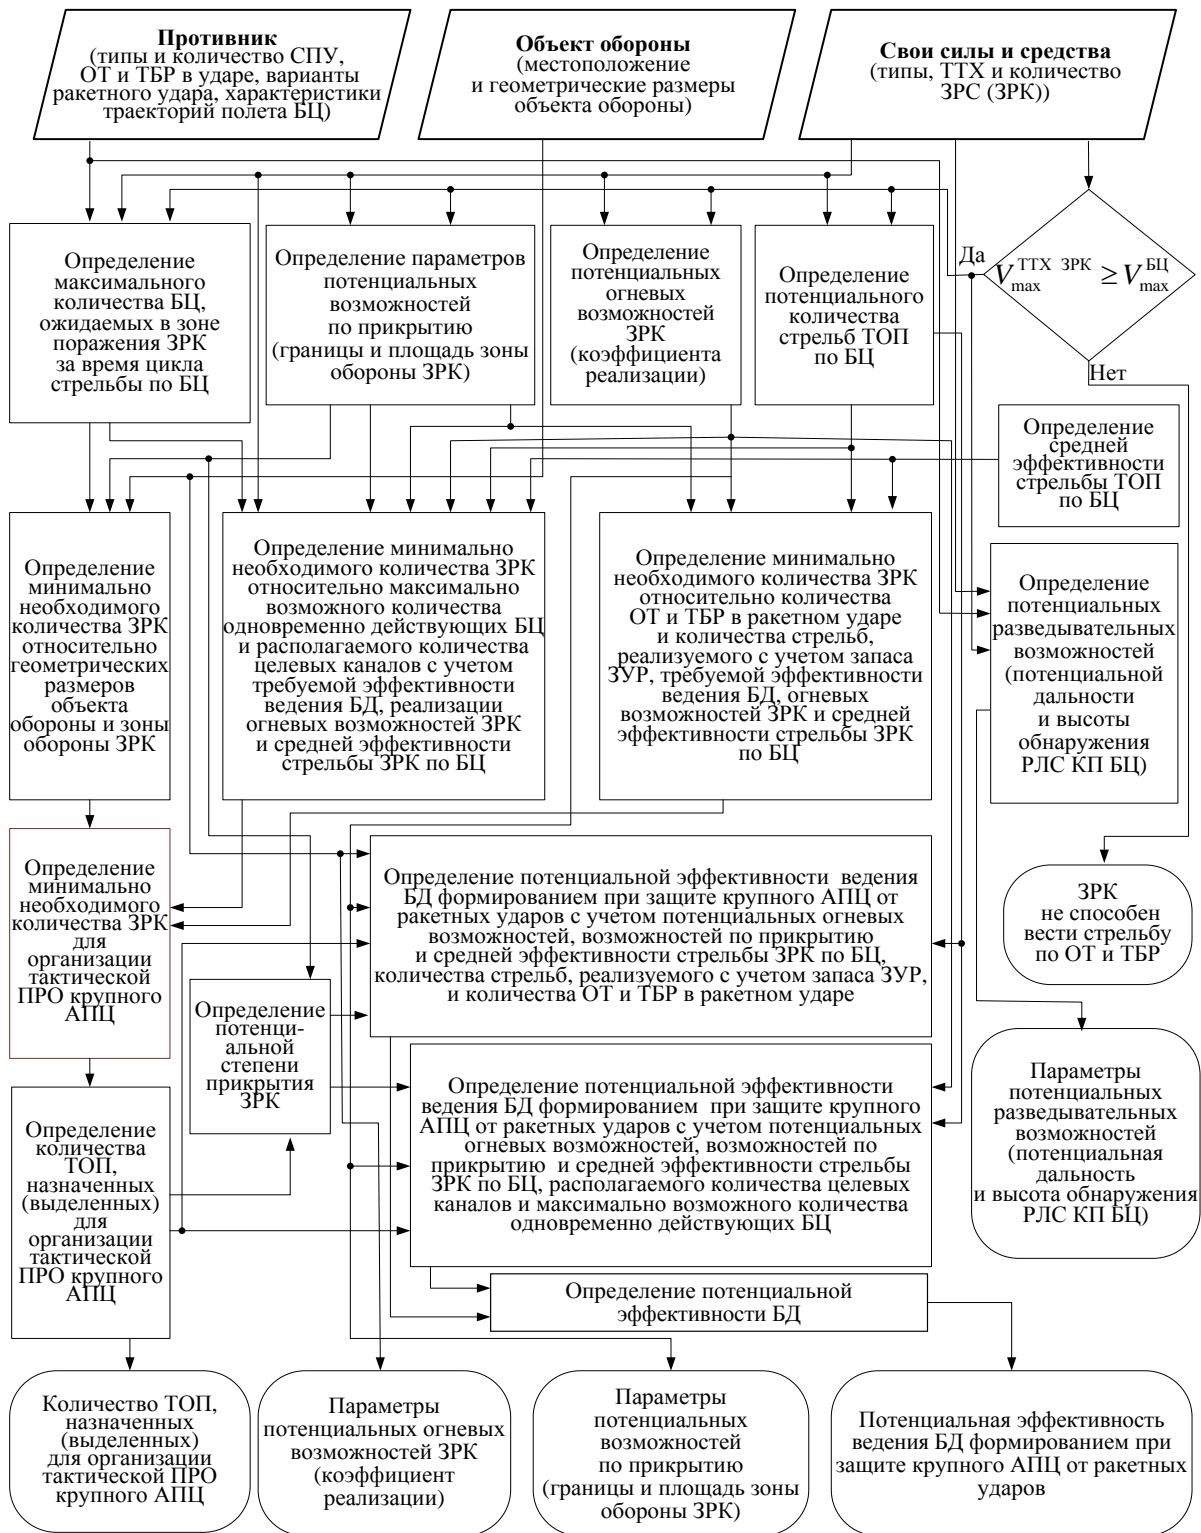 Противник
(типы и количество СПУ,
ОТ и ТБР в ударе, варианты
ракетного удара, характеристики
траекторий полета БЦ)
Объект обороны
(местоположение
и геометрические размеры
объекта обороны)
Свои силы и средства
(типы, ТТХ и количество
ЗРС (ЗРК))
Определение
максимального
количества БЦ,
ожидаемых в зоне
поражения ЗРК
за время цикла
стрельбы по БЦ
Определение параметров
потенциальных
возможностей
по прикрытию
(границы и площадь зоны
обороны ЗРК)
Определение
потенциальных
огневых
возможностей
ЗРК
(коэффициента
реализации)
Определение
потенциального
количества
стрельб ТОП
по БЦ
Да
V max ТТХ ЗРК ≥ V max БЦ
Нет
Определение
средней
эффективности
стрельбы ТОП
по БЦ
Определение
минимально
необходимого
количества ЗРК
относительно
геометрических
размеров
объекта
обороны и зоны
обороны ЗРК
Определение минимально
необходимого количества ЗРК
относительно максимально
возможного количества
одновременно действующих БЦ
и располагаемого количества
целевых каналов с учетом
требуемой эффективности
ведения БД, реализации
огневых возможностей ЗРК
и средней эффективности
стрельбы ЗРК по БЦ
Определение минимально
необходимого количества ЗРК
относительно количества
ОТ и ТБР в ракетном ударе
и количества стрельб,
реализуемого с учетом запаса
ЗУР, требуемой эффективности
ведения БД, огневых
возможностей ЗРК и средней
эффективности стрельбы ЗРК
по БЦ
Определение
потенциальных
разведывательных
возможностей
(потенциальной
дальности
и высоты
обнаружения
РЛС КП БЦ)
Определение
минимально
необходимого
количества ЗРК
для
организации
тактической
ПРО крупного
АПЦ
Определение потенциальной эффективности ведения
БД формированием при защите крупного АПЦ от
ракетных ударов с учетом потенциальных огневых
возможностей, возможностей по прикрытию
и средней эффективности стрельбы ЗРК по БЦ,
количества стрельб, реализуемого с учетом запаса ЗУР,
и количества ОТ и ТБР в ракетном ударе
ЗРК
не способен
вести стрельбу
по ОТ и ТБР
Определение
потенци-
альной
степени
прикрытия
ЗРК
Определение потенциальной эффективности
ведения БД формированием при защите крупного
АПЦ от ракетных ударов с учетом потенциальных
огневых возможностей, возможностей по
прикрытию и средней эффективности стрельбы
ЗРК по БЦ, располагаемого количества целевых
каналов и максимально возможного количества
одновременно действующих БЦ
Параметры
потенциальных
разведывательных
возможностей
(потенциальная
дальность
и высота обнаружения
РЛС КП БЦ)
Определение
количества
ТОП,
назначенных
(выделенных)
для
организации
тактической
ПРО крупного
АПЦ
Определение потенциальной
эффективности БД
Количество ТОП,
назначенных
(выделенных)
для организации
тактической ПРО
крупного АПЦ
Параметры
потенциальных огневых
возможностей ЗРК
(коэффициент
реализации)
Параметры
потенциальных
возможностей
по прикрытию
(границы и площадь зоны
обороны ЗРК)
Потенциальная эффективность
ведения БД формированием при
защите крупного АПЦ от ракетных
ударов